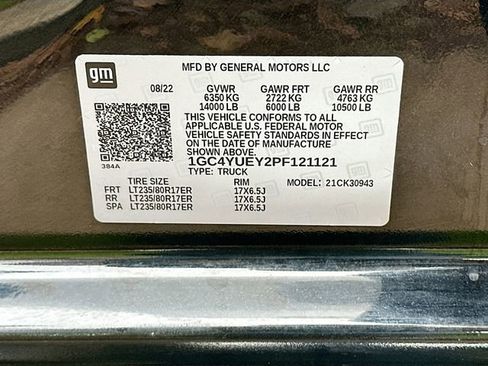 gm
MFD BY GENERAL MOTORS LLC
08/22 GVWR GAWR FRT GAWR RR
6350 KG 2722 KG 4763 KG
14000 LB 6000 LB 10500 LB
THIS VEHICLE CONFORMS TO ALL
APPLICABLE U.S. FEDERAL MOTOR
VEHICLE SAFETY STANDARDS IN EFFECT
ON THE DATE OF MANUFACTURE
SHOWN ABOVE.
384A 1GC4YUEY2PF121121
TYPE: TRUCK
TIRE SIZE RIM MODEL: 21CK30943
FRT LT235/80R17ER 17X6.5J
RR LT235/80R17ER 17X6.5J
SPA LT235/80R17ER 17X6.5J